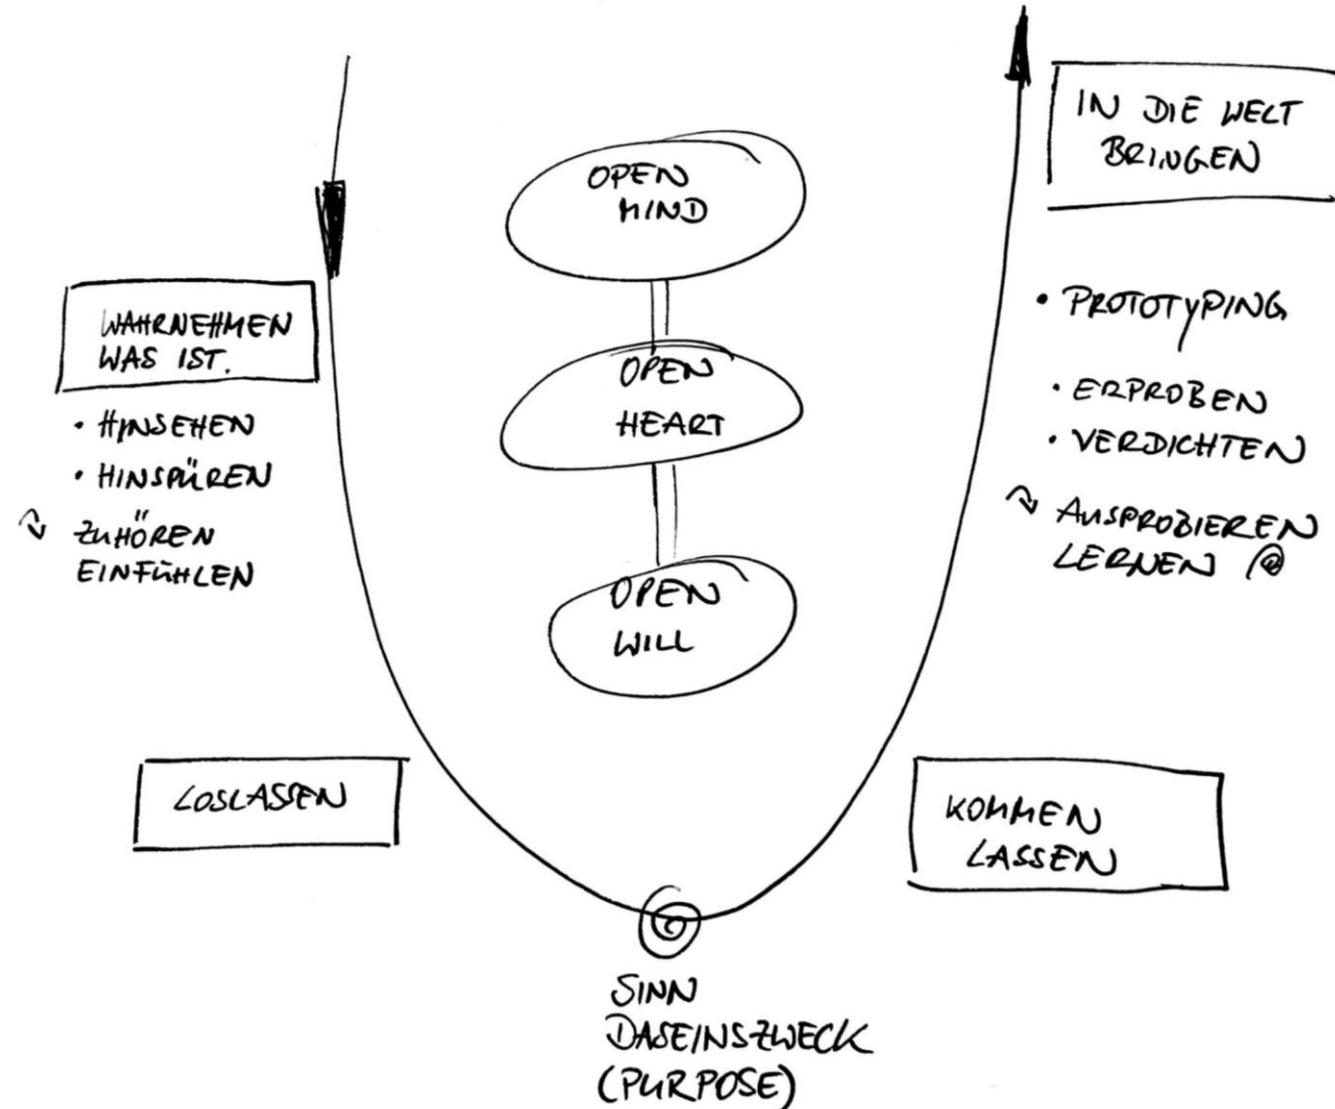 IN DIE WELT
BRINGEN
OPEN
MIND
WAHRNEHMEN
WAS IST.
• HINSEHEN
• HINSPÜREN
ZUHÖREN
EINFÜHLEN
OPEN
HEART
OPEN
WILL
• PROTOTYPING
• ERPROBEN
• VERDICHTEN
AUSPROBIEREN
LERNEN
LOSLASSEN
KOMMEN
LASSEN
SINN
DASEINSZWECK
(PURPOSE)